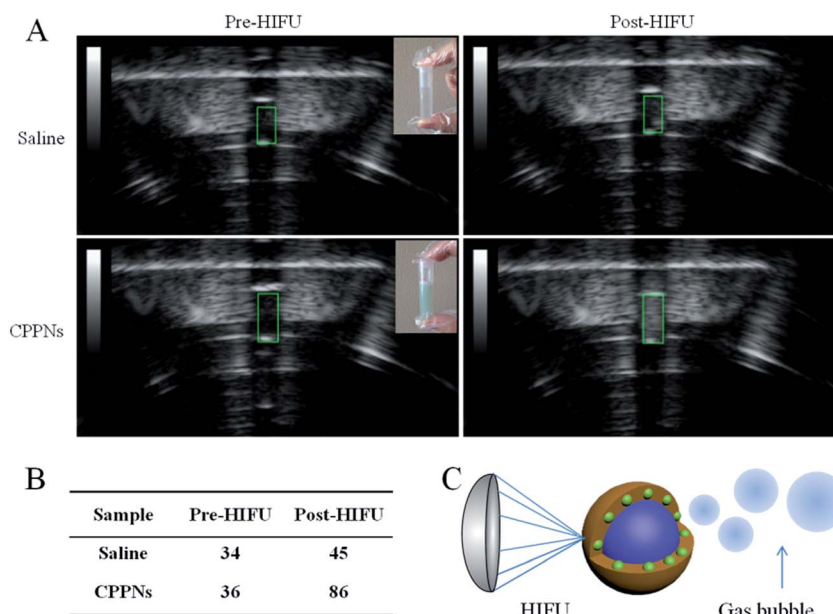 A
Pre-HIFU
Post-HIFU
Saline
CPPNs
B
Sample Pre-HIFU Post-HIFU
Saline 34 45
CPPNs 36 86
C
HIFU
Gas bubble